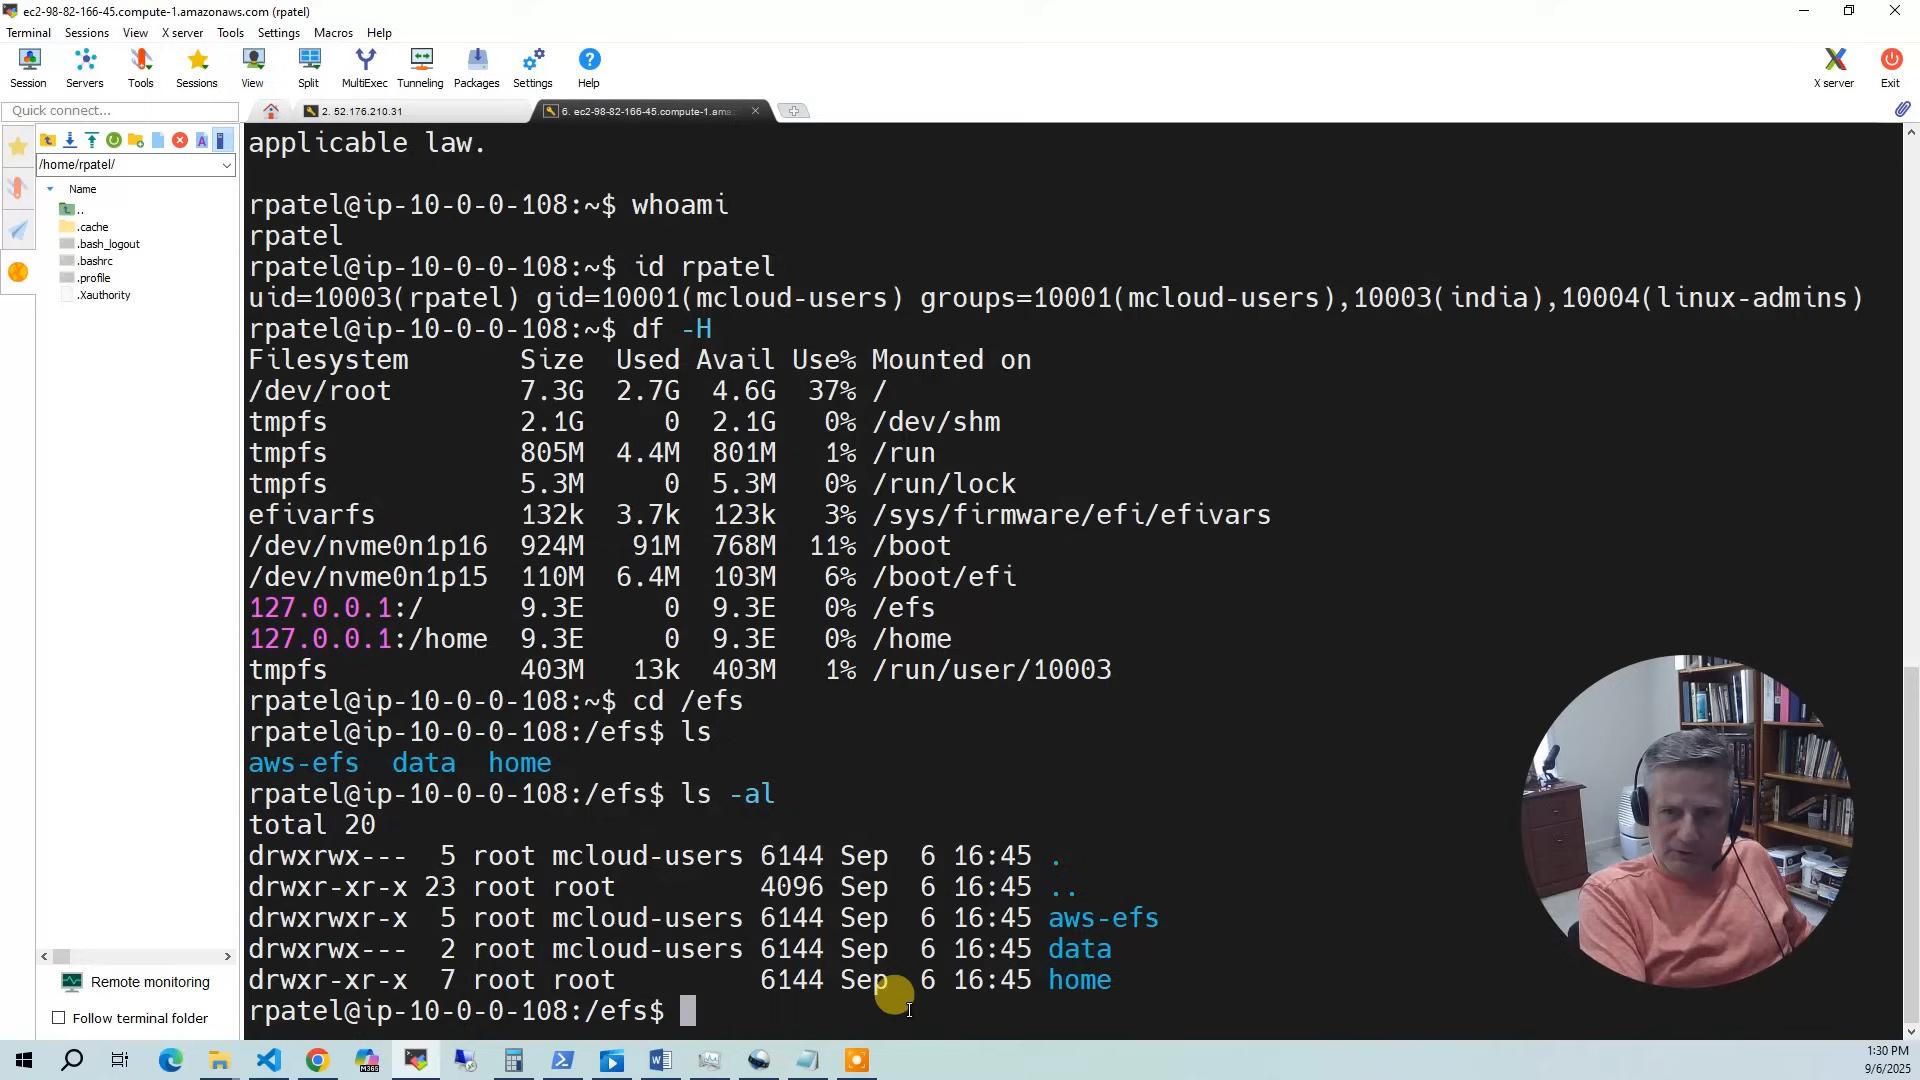 ec2-98-82-166-45.compute-1.amazonaws.com (rpatel)
Terminal Sessions View X server Tools Settings Macros Help
Session Servers Tools Sessions View Split MultiExec Tunneling Packages Settings Help X server Exit
Quick connect...
2. 52.176.210.31
6. ec2-98-82-166-45.compute-1.ama
/home/rpatel/
Name
..
.cache
.bash_logout
.bashrc
.profile
.Xauthority
applicable law.
rpatel@ip-10-0-0-108:~$ whoami
rpatel
rpatel@ip-10-0-0-108:~$ id rpatel
uid=10003(rpatel) gid=10001(mcloud-users) groups=10001(mcloud-users),10003(india),10004(linux-admins)
rpatel@ip-10-0-0-108:~$ df -H
Filesystem Size Used Avail Use% Mounted on
/dev/root 7.3G 2.7G 4.6G 37% /
tmpfs 2.1G 0 2.1G 0% /dev/shm
tmpfs 805M 4.4M 801M 1% /run
tmpfs 5.3M 0 5.3M 0% /run/lock
efivarfs 132k 3.7k 123k 3% /sys/firmware/efi/efivars
/dev/nvme0n1p16 924M 91M 768M 11% /boot
/dev/nvme0n1p15 110M 6.4M 103M 6% /boot/efi
127.0.0.1:/ 9.3E 0 9.3E 0% /efs
127.0.0.1:/home 9.3E 0 9.3E 0% /home
tmpfs 403M 13k 403M 1% /run/user/10003
rpatel@ip-10-0-0-108:~$ cd /efs
rpatel@ip-10-0-0-108:/efs$ ls
aws-efs data home
rpatel@ip-10-0-0-108:/efs$ ls -al
total 20
drwxrwx--- 5 root mcloud-users 6144 Sep 6 16:45 .
drwxr-xr-x 23 root root 4096 Sep 6 16:45 ..
drwxrwxr-x 5 root mcloud-users 6144 Sep 6 16:45 aws-efs
drwxrwx--- 2 root mcloud-users 6144 Sep 6 16:45 data
drwxr-xr-x 7 root root 6144 Sep 6 16:45 home
rpatel@ip-10-0-0-108:/efs$
Remote monitoring
Follow terminal folder
1:30 PM
9/6/2025